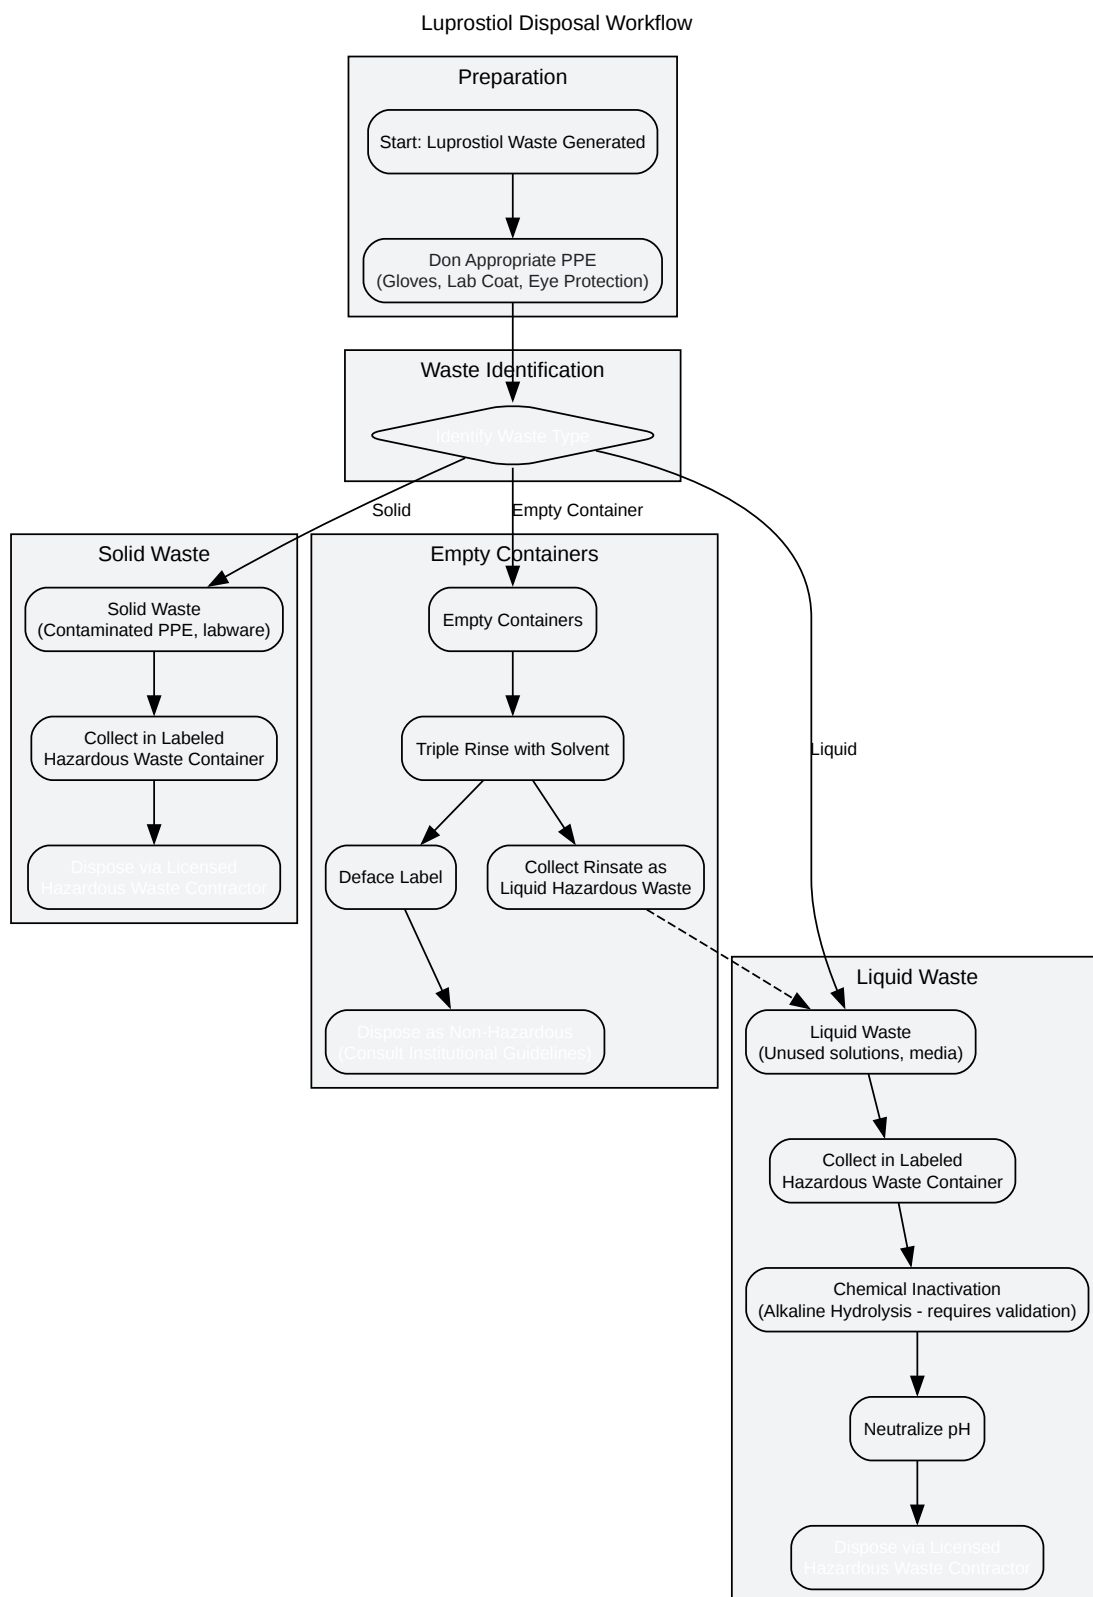 Luprostiol Disposal Workflow
Preparation
Start: Luprostiol Waste Generated
Don Appropriate PPE
(Gloves, Lab Coat, Eye Protection)
Waste Identification
Identify Waste Type
Solid
Empty Container
Solid Waste
Solid Waste
(Contaminated PPE, labware)
Collect in Labeled
Hazardous Waste Container
Dispose via Licensed
Hazardous Waste Contractor
Empty Containers
Empty Containers
Triple Rinse with Solvent
Deface Label
Collect Rinsate as
Liquid Hazardous Waste
Dispose as Non-Hazardous
(Consult Institutional Guidelines)
Liquid
Liquid Waste
Liquid Waste
(Unused solutions, media)
Collect in Labeled
Hazardous Waste Container
Chemical Inactivation
(Alkaline Hydrolysis - requires validation)
Neutralize pH
Dispose via Licensed
Hazardous Waste Contractor